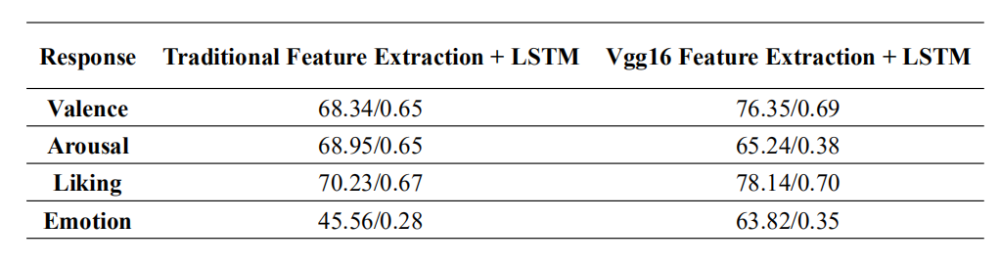 Response Traditional Feature Extraction + LSTM Vgg16 Feature Extraction + LSTM
Valence 68.34/0.65 76.35/0.69
Arousal 68.95/0.65 65.24/0.38
Liking 70.23/0.67 78.14/0.70
Emotion 45.56/0.28 63.82/0.35